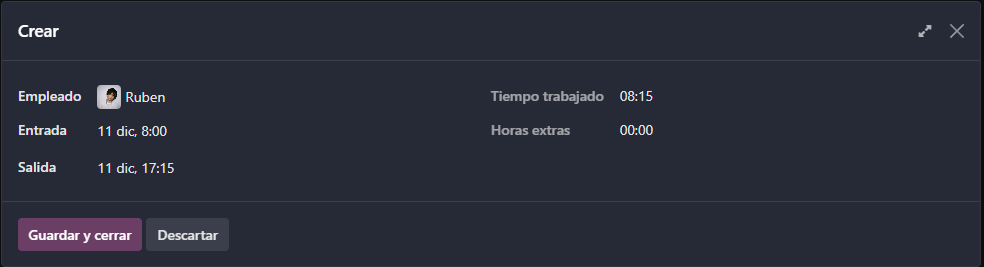 Crear
Empleado Ruben
Entrada 11 dic, 8:00
Salida 11 dic, 17:15
Tiempo trabajado 08:15
Horas extras 00:00
Guardar y cerrar Descartar